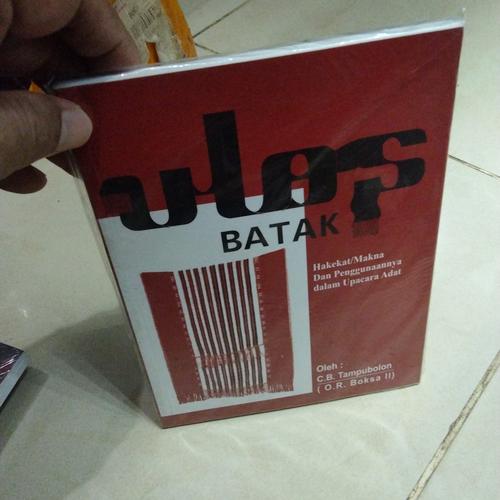 ulos
BATAK
Hakekat/Makna
Dan Penggunaannya
dalam Upacara Adat
Oleh :
C.B. Tampubolon
( O.R. Boksa II)